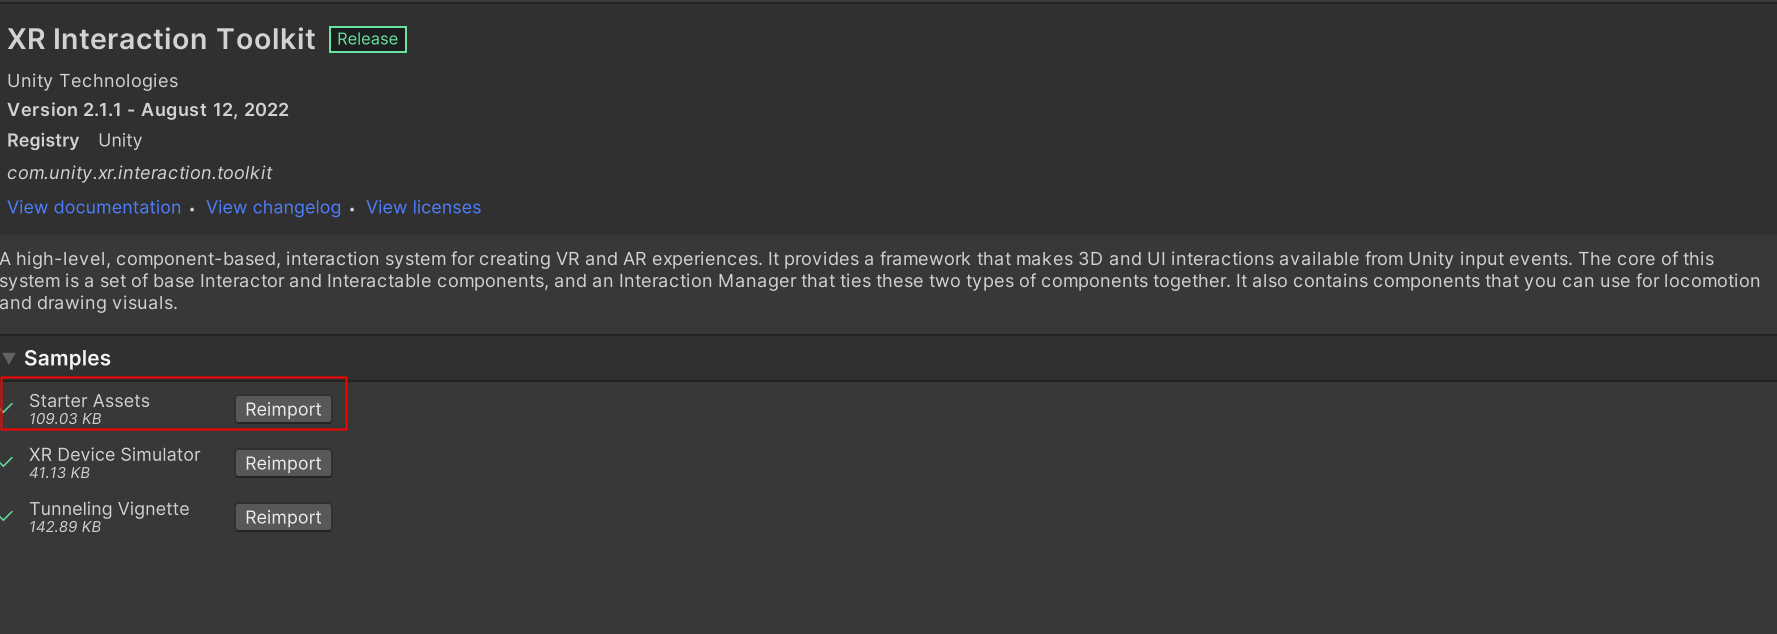 XR Interaction Toolkit Release
Unity Technologies
Version 2.1.1 - August 12, 2022
Registry Unity
com.unity.xr.interaction.toolkit
View documentation • View changelog • View licenses
A high-level, component-based, interaction system for creating VR and AR experiences. It provides a framework that makes 3D and UI interactions available from Unity input events. The core of this
system is a set of base Interactor and Interactable components, and an Interaction Manager that ties these two types of components together. It also contains components that you can use for locomotion
and drawing visuals.
Samples
Starter Assets Reimport
109.03 KB
XR Device Simulator Reimport
41.13 KB
Tunneling Vignette Reimport
142.89 KB